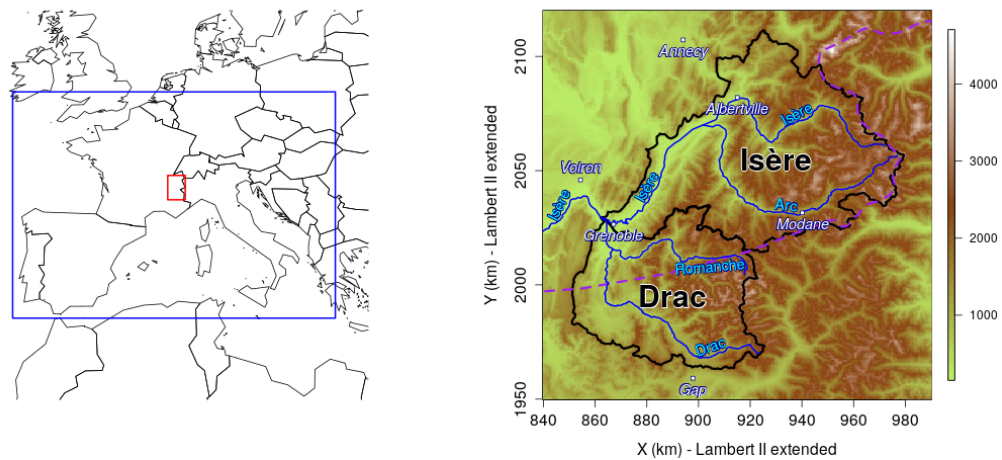 2100
2050
2000
1950
Y (km) - Lambert II extended
Annecy
Albertville
Isère
Isère
Voiron
Isère
Isère
Arc
Modane
Grenoble
Romanche
Drac
Drac
Gap
840
860
880
900
920
940
960
980
X (km) - Lambert II extended
4000
3000
2000
1000